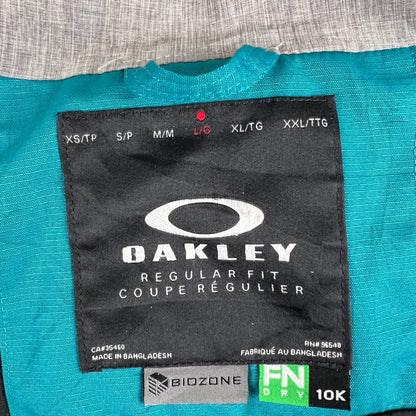 XS/TP S/P M/M L/G XL/TG XXL/TTG
OAKLEY
REGULAR FIT
COUPE RÉGULIER
CA#35460 RN# 96549
MADE IN BANGLADESH FABRIQUÉ AU BANGLADESH
BIOZONE FN DRY 10K